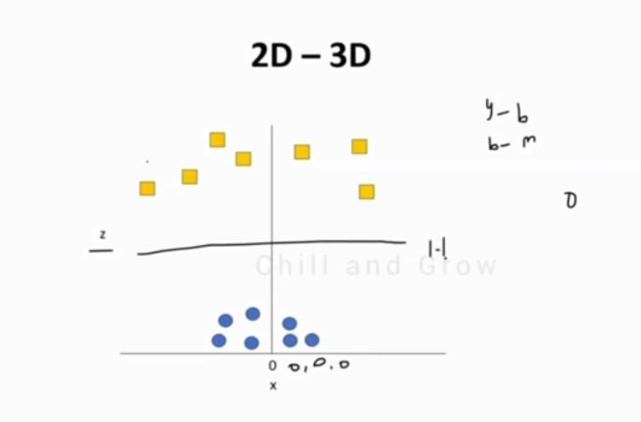 2D – 3D
y-b
b- m
0
z
1-1
Chill and Grow
0 0,0.0
x